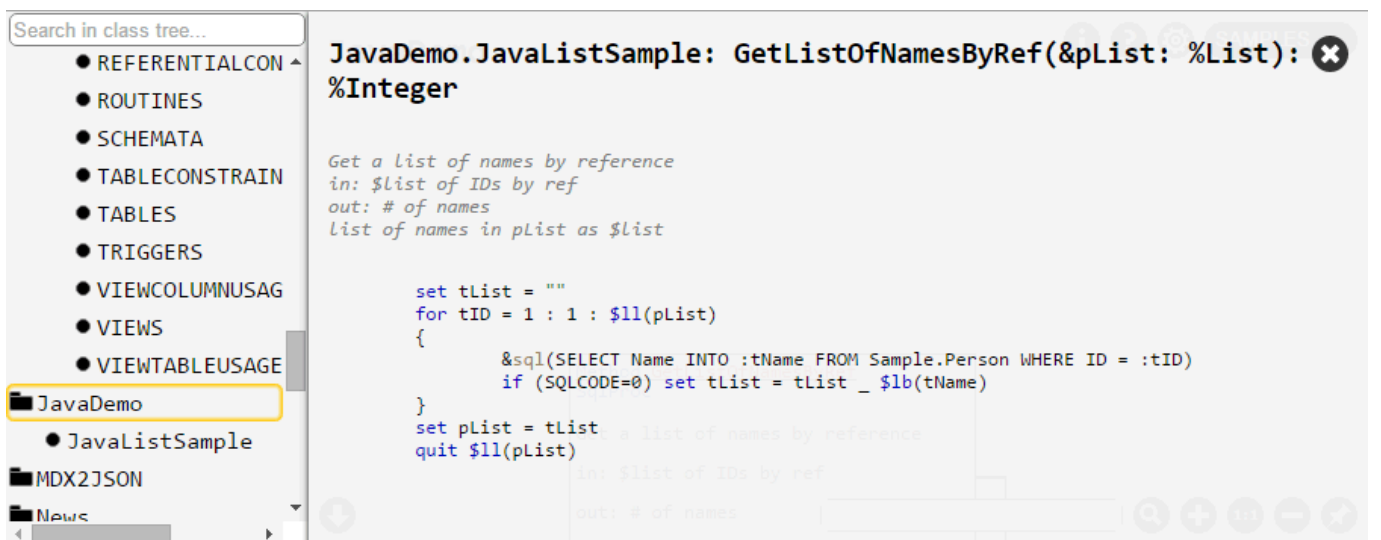 Search in class tree...
REFERENTIALCON
ROUTINES
SCHEMATA
TABLECONSTRAIN
TABLES
TRIGGERS
VIEWCOLUMNUSAG
VIEWS
VIEWTABLEUSAGE
JavaDemo
JavaListSample
MDX2JSON
News
SAMPLES
JavaDemo.JavaListSample: GetListOfNamesByRef(&pList: %List):
%Integer
Get a list of names by reference
in: $list of IDs by ref
out: # of names
list of names in pList as $list
set tList = ""
for tID = 1 : 1 : $ll(pList)
{
&sql(SELECT Name INTO :tName FROM Sample.Person WHERE ID = :tID)
if (SQLCODE=0) set tList = tList _ $lb(tName)
}
set pList = tList
quit $ll(pList)
Get a list of names by reference
in: $list of IDs by ref
out: # of names
1:1